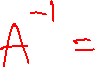 A⁻¹ =